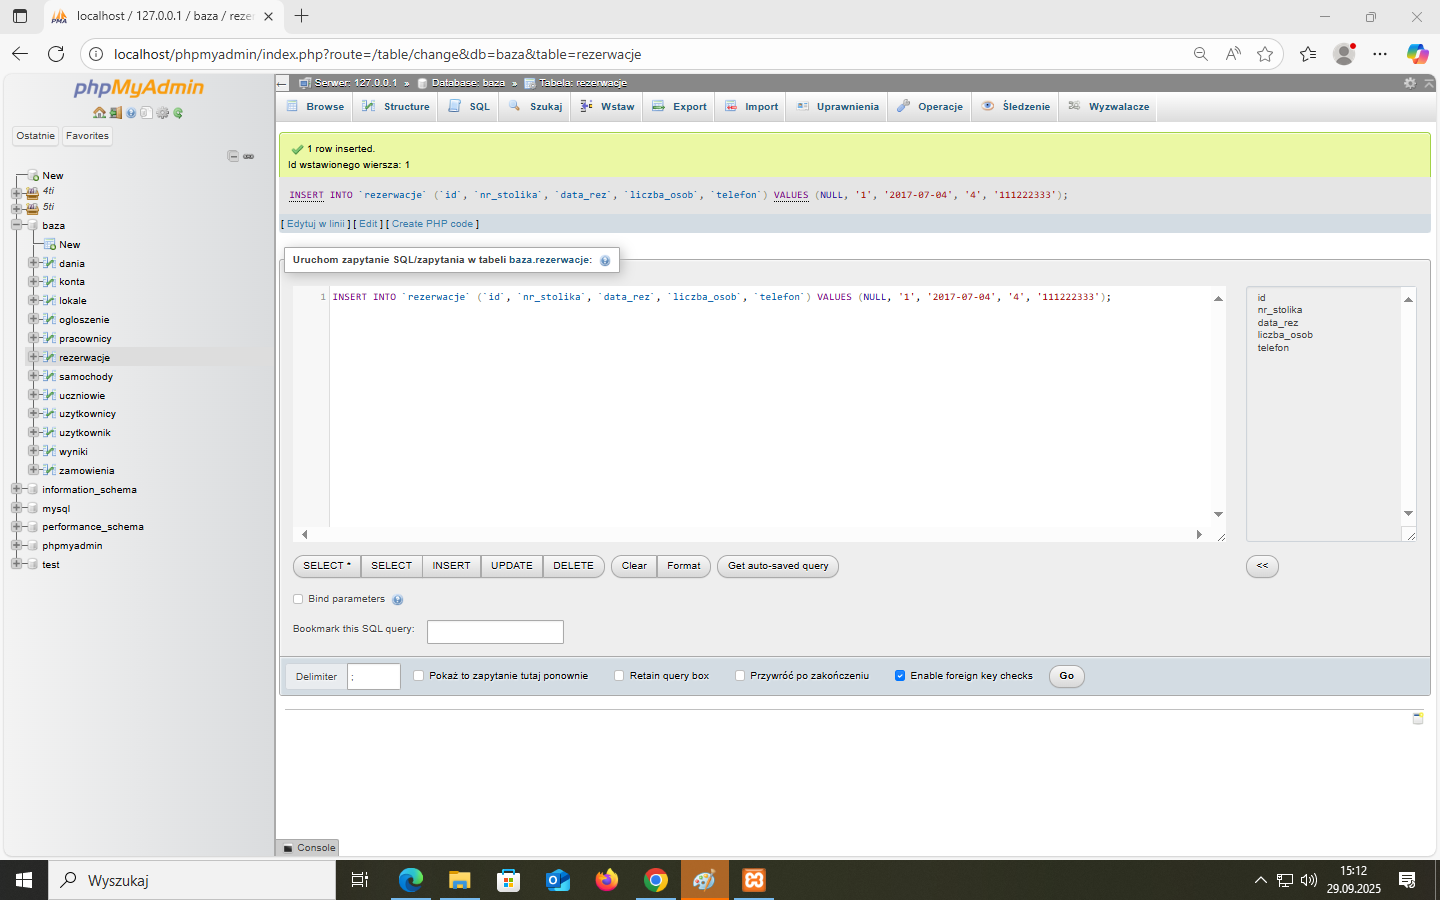 localhost / 127.0.0.1 / baza / rezer
localhost/phpmyadmin/index.php?route=/table/change&db=baza&table=rezerwacje
phpMyAdmin
Ostatnie
Favorites
New
4ti
5ti
baza
New
dania
konta
lokale
ogloszenie
pracownicy
rezerwacje
samochody
uczniowie
uzytkownicy
uzytkownik
wyniki
zamowienia
information_schema
mysql
performance_schema
phpmyadmin
test
Serwer: 127.0.0.1 » Database: baza » Tabela: rezerwacje
Browse Structure SQL Szukaj Wstaw Export Import Uprawnienia Operacje Śledzenie Wyzwalacze
1 row inserted.
Id wstawionego wiersza: 1
INSERT INTO `rezerwacje` (`id`, `nr_stolika`, `data_rez`, `liczba_osob`, `telefon`) VALUES (NULL, '1', '2017-07-04', '4', '111222333');
[ Edytuj w linii ] [ Edit ] [ Create PHP code ]
Uruchom zapytanie SQL/zapytania w tabeli baza.rezerwacje:
1 INSERT INTO `rezerwacje` (`id`, `nr_stolika`, `data_rez`, `liczba_osob`, `telefon`) VALUES (NULL, '1', '2017-07-04', '4', '111222333');
id
nr_stolika
data_rez
liczba_osob
telefon
SELECT * SELECT INSERT UPDATE DELETE Clear Format Get auto-saved query <<
Bind parameters
Bookmark this SQL query:
Delimiter ; Pokaż to zapytanie tutaj ponownie Retain query box Przywróć po zakończeniu Enable foreign key checks Go
Console
Wyszukaj
15:12
29.09.2025